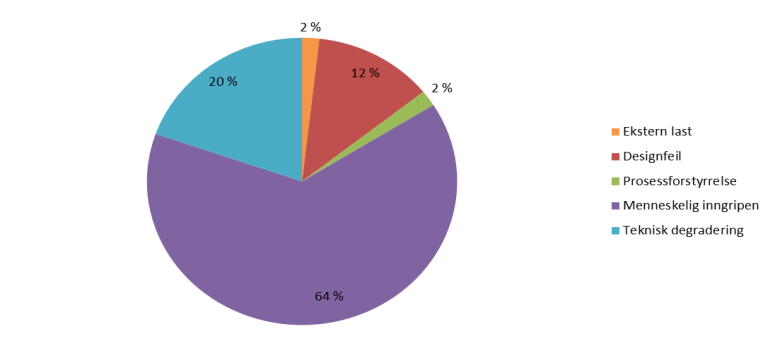 2 %
12 %
2 %
20 %
64 %
Ekstern last
Designfeil
Prosessforstyrrelse
Menneskelig inngripen
Teknisk degradering